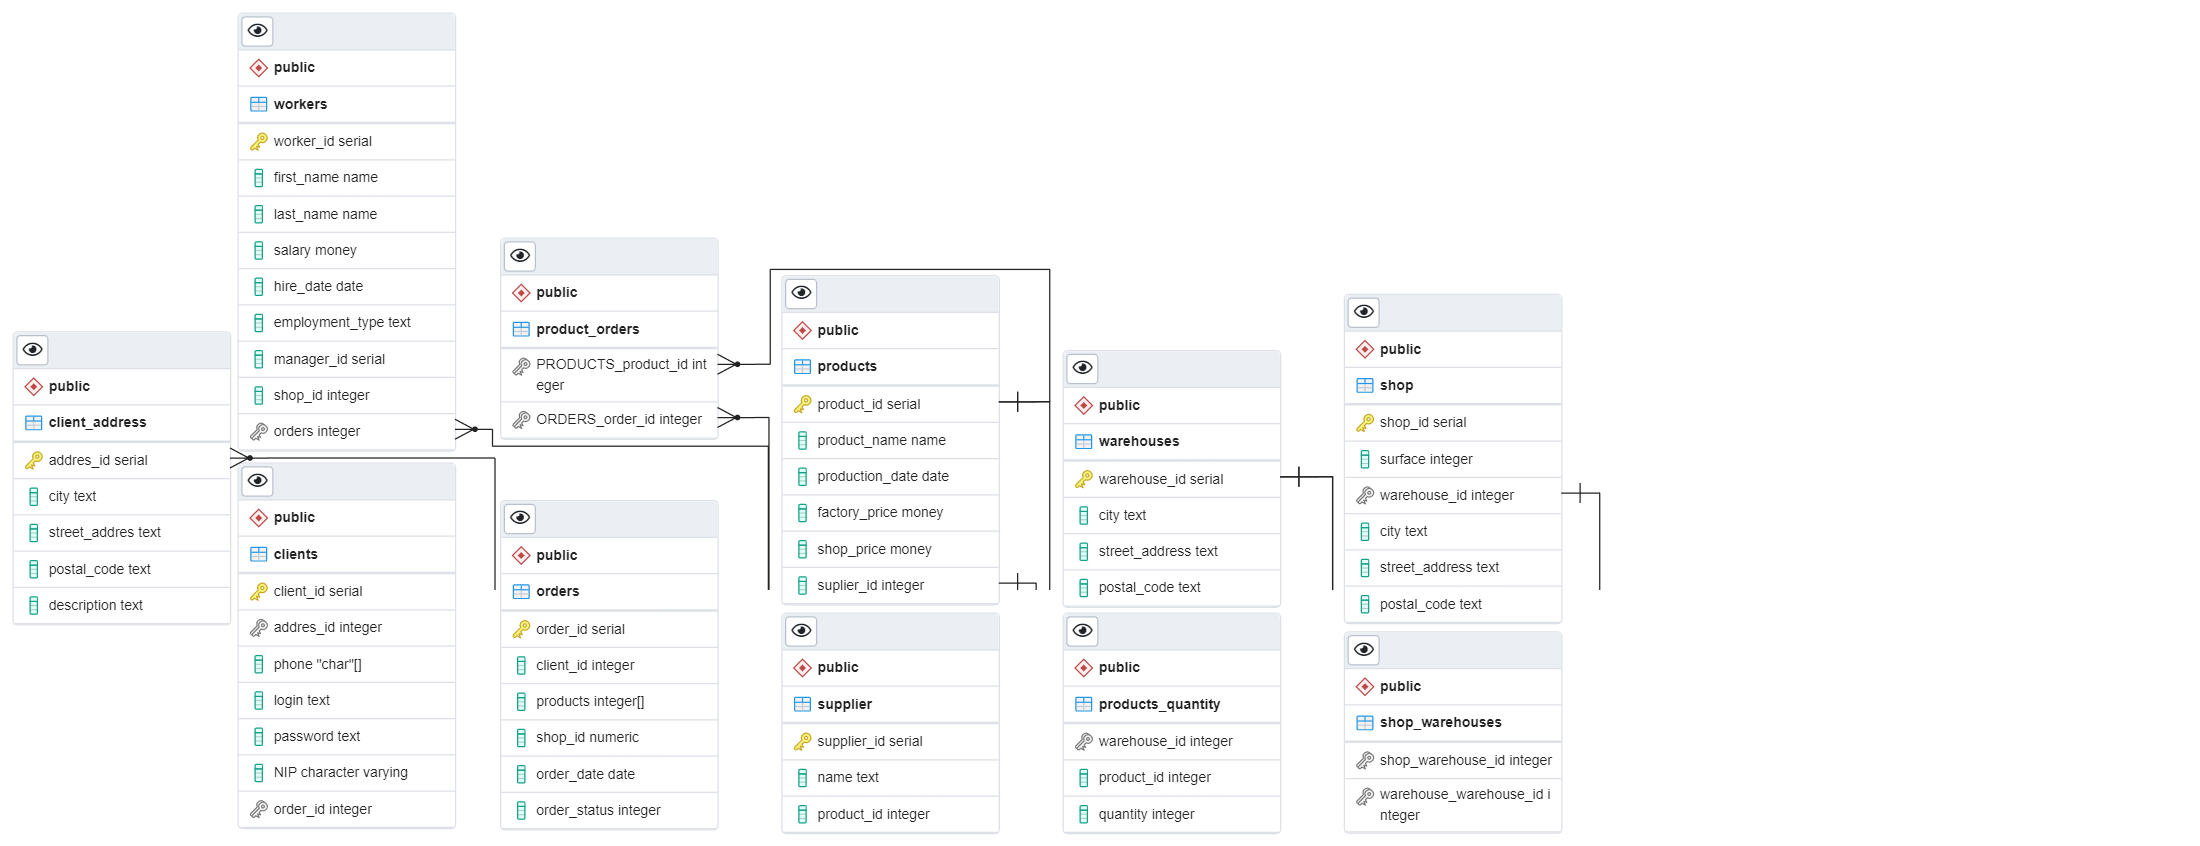 public
workers
worker_id serial
first_name name
last_name name
salary money
hire_date date
employment_type text
manager_id serial
shop_id integer
orders integer
public
client_address
addres_id serial
city text
street_addres text
postal_code text
description text
public
clients
client_id serial
addres_id integer
phone "char"[]
login text
password text
NIP character varying
order_id integer
public
product_orders
PRODUCTS_product_id int
eger
ORDERS_order_id integer
public
orders
order_id serial
client_id integer
products integer[]
shop_id numeric
order_date date
order_status integer
public
products
product_id serial
product_name name
production_date date
factory_price money
shop_price money
suplier_id integer
public
supplier
supplier_id serial
name text
product_id integer
public
warehouses
warehouse_id serial
city text
street_address text
postal_code text
public
products_quantity
warehouse_id integer
product_id integer
quantity integer
public
shop
shop_id serial
surface integer
warehouse_id integer
city text
street_address text
postal_code text
public
shop_warehouses
shop_warehouse_id integer
warehouse_warehouse_id i
nteger